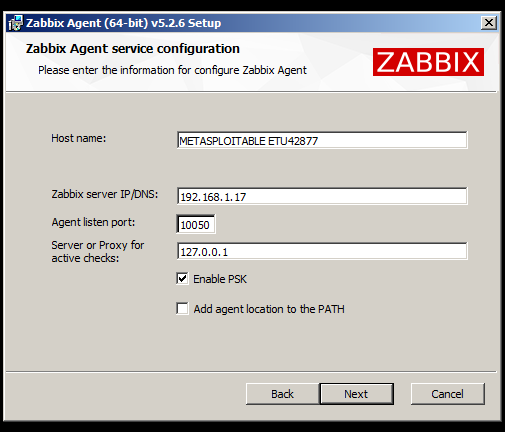 Zabbix Agent (64-bit) v5.2.6 Setup
Zabbix Agent service configuration
Please enter the information for configure Zabbix Agent
ZABBIX
Host name:
METASPLOITABLE ETU42877
Zabbix server IP/DNS:
192.168.1.17
Agent listen port:
10050
Server or Proxy for
active checks:
127.0.0.1
Enable PSK
Add agent location to the PATH
Back
Next
Cancel